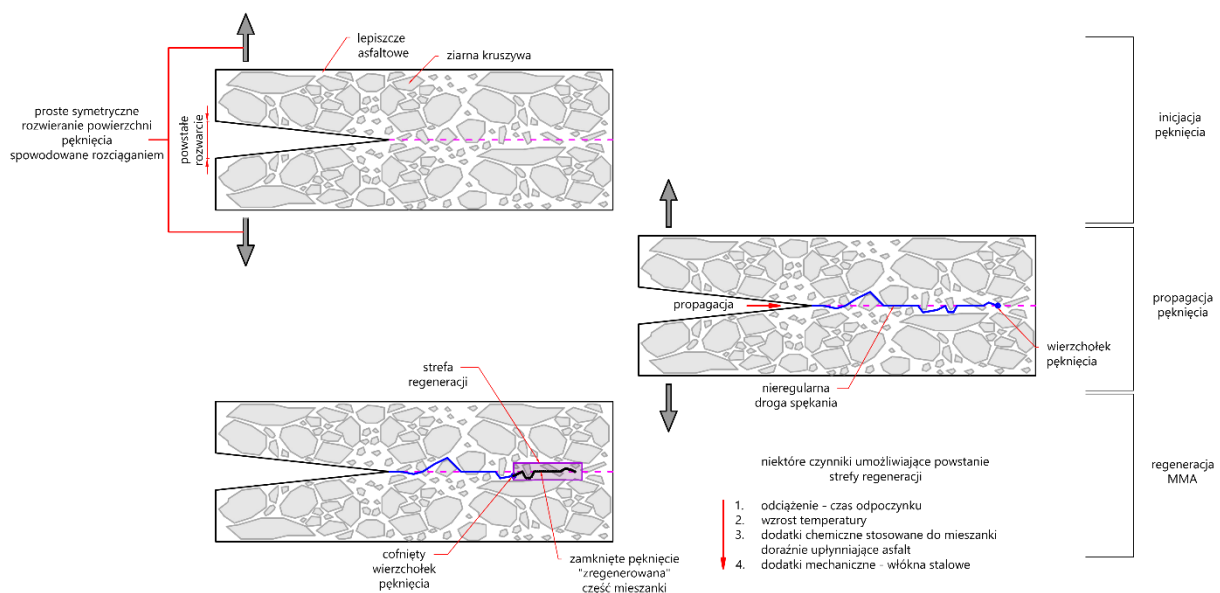 lepiszcze
asfaltowe
ziarna kruszywa
proste symetryczne
rozwieranie powierzchni
pęknięcia
spowodowane rozciąganiem
powstałe
rozwarcie
inicjacja
pęknięcia
propagacja
propagacja
pęknięcia
wierzchołek
pęknięcia
nieregularna
droga spękania
strefa
regeneracji
cofnięty
wierzchołek
pęknięcia
zamknięte pęknięcie
"zregenerowana"
część mieszanki
niektóre czynniki umożliwiające powstanie
strefy regeneracji
1. odciążenie - czas odpoczynku
2. wzrost temperatury
3. dodatki chemiczne stosowane do mieszanki
doraźnie upłynniające asfalt
4. dodatki mechaniczne - włókna stalowe
regeneracja
MMA